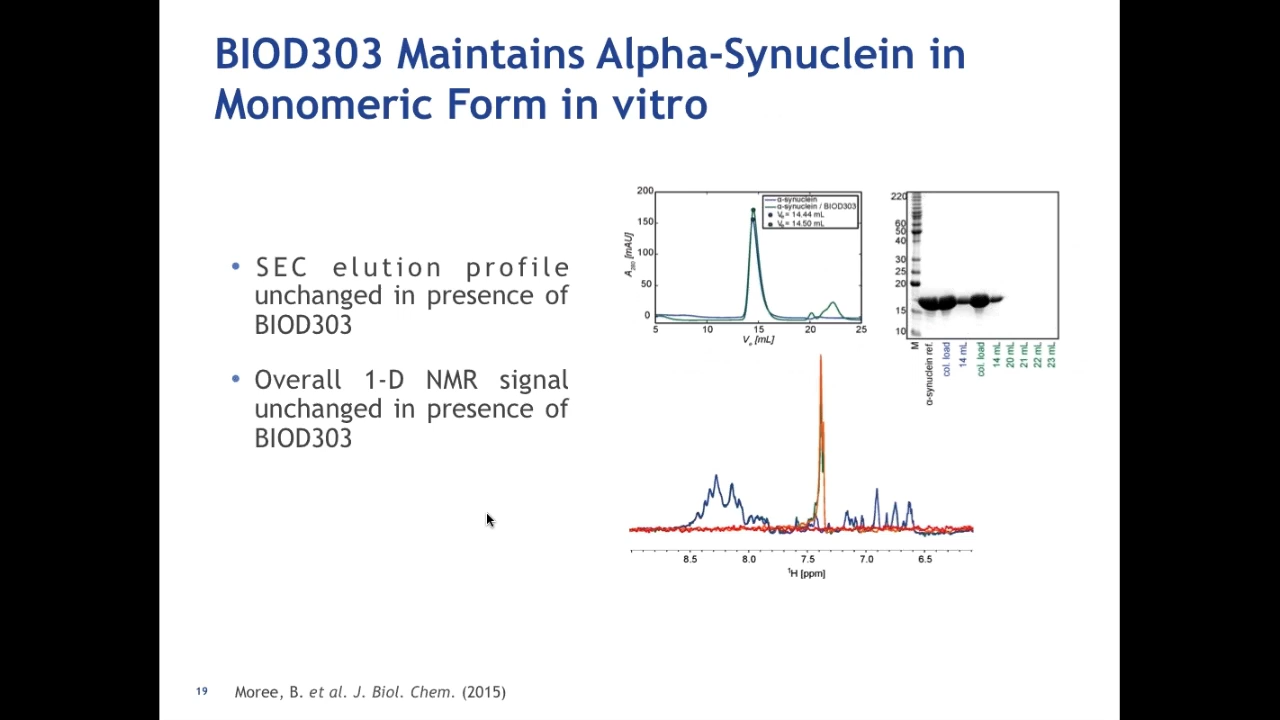 BIOD303 Maintains Alpha-Synuclein in
Monomeric Form in vitro
• SEC elution profile
unchanged in presence of
BIOD303
• Overall 1-D NMR signal
unchanged in presence of
BIOD303
200
150
100
50
0
A280 [mAU]
5 10 15 20 25
Ve [mL]
α-synuclein
α-synuclein / BIOD303
Ve = 14.44 mL
Ve = 14.50 mL
220
60
50
40
30
25
20
15
10
M
α-synuclein ref.
col. load
14 mL
col. load
14 mL
20 mL
21 mL
22 mL
23 mL
8.5 8.0 7.5 7.0 6.5
1H [ppm]
19 Moree, B. et al. J. Biol. Chem. (2015)